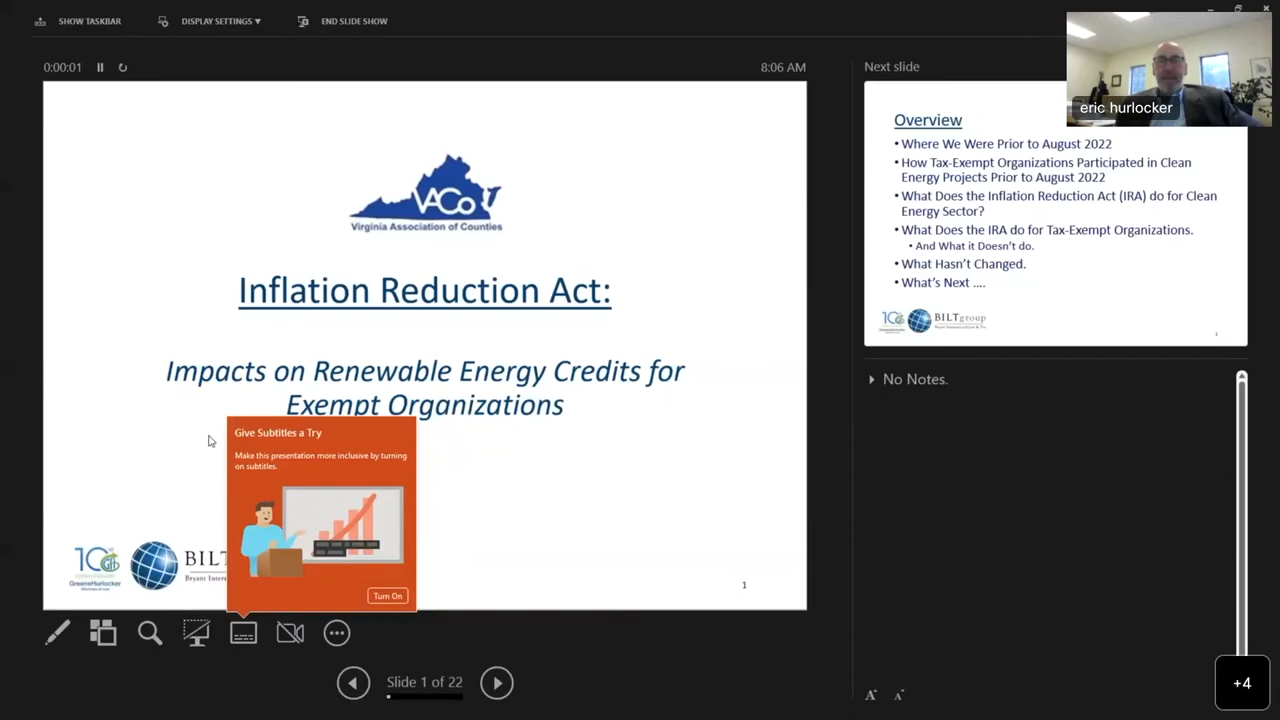 SHOW TASKBAR
DISPLAY SETTINGS ▼
END SLIDE SHOW
0:00:01
8:06 AM
VACo
Virginia Association of Counties
Inflation Reduction Act:
Impacts on Renewable Energy Credits for
Exempt Organizations
Give Subtitles a Try
Make this presentation more inclusive by turning
on subtitles.
Turn On
GreeneHurlocker
BILT
1
Slide 1 of 22
Next slide
eric hurlocker
Overview
• Where We Were Prior to August 2022
• How Tax-Exempt Organizations Participated in Clean
Energy Projects Prior to August 2022
• What Does the Inflation Reduction Act (IRA) do for Clean
Energy Sector?
• What Does the IRA do for Tax-Exempt Organizations.
• And What it Doesn't do.
• What Hasn't Changed.
• What's Next ....
BILTgroup
2
No Notes.
+4